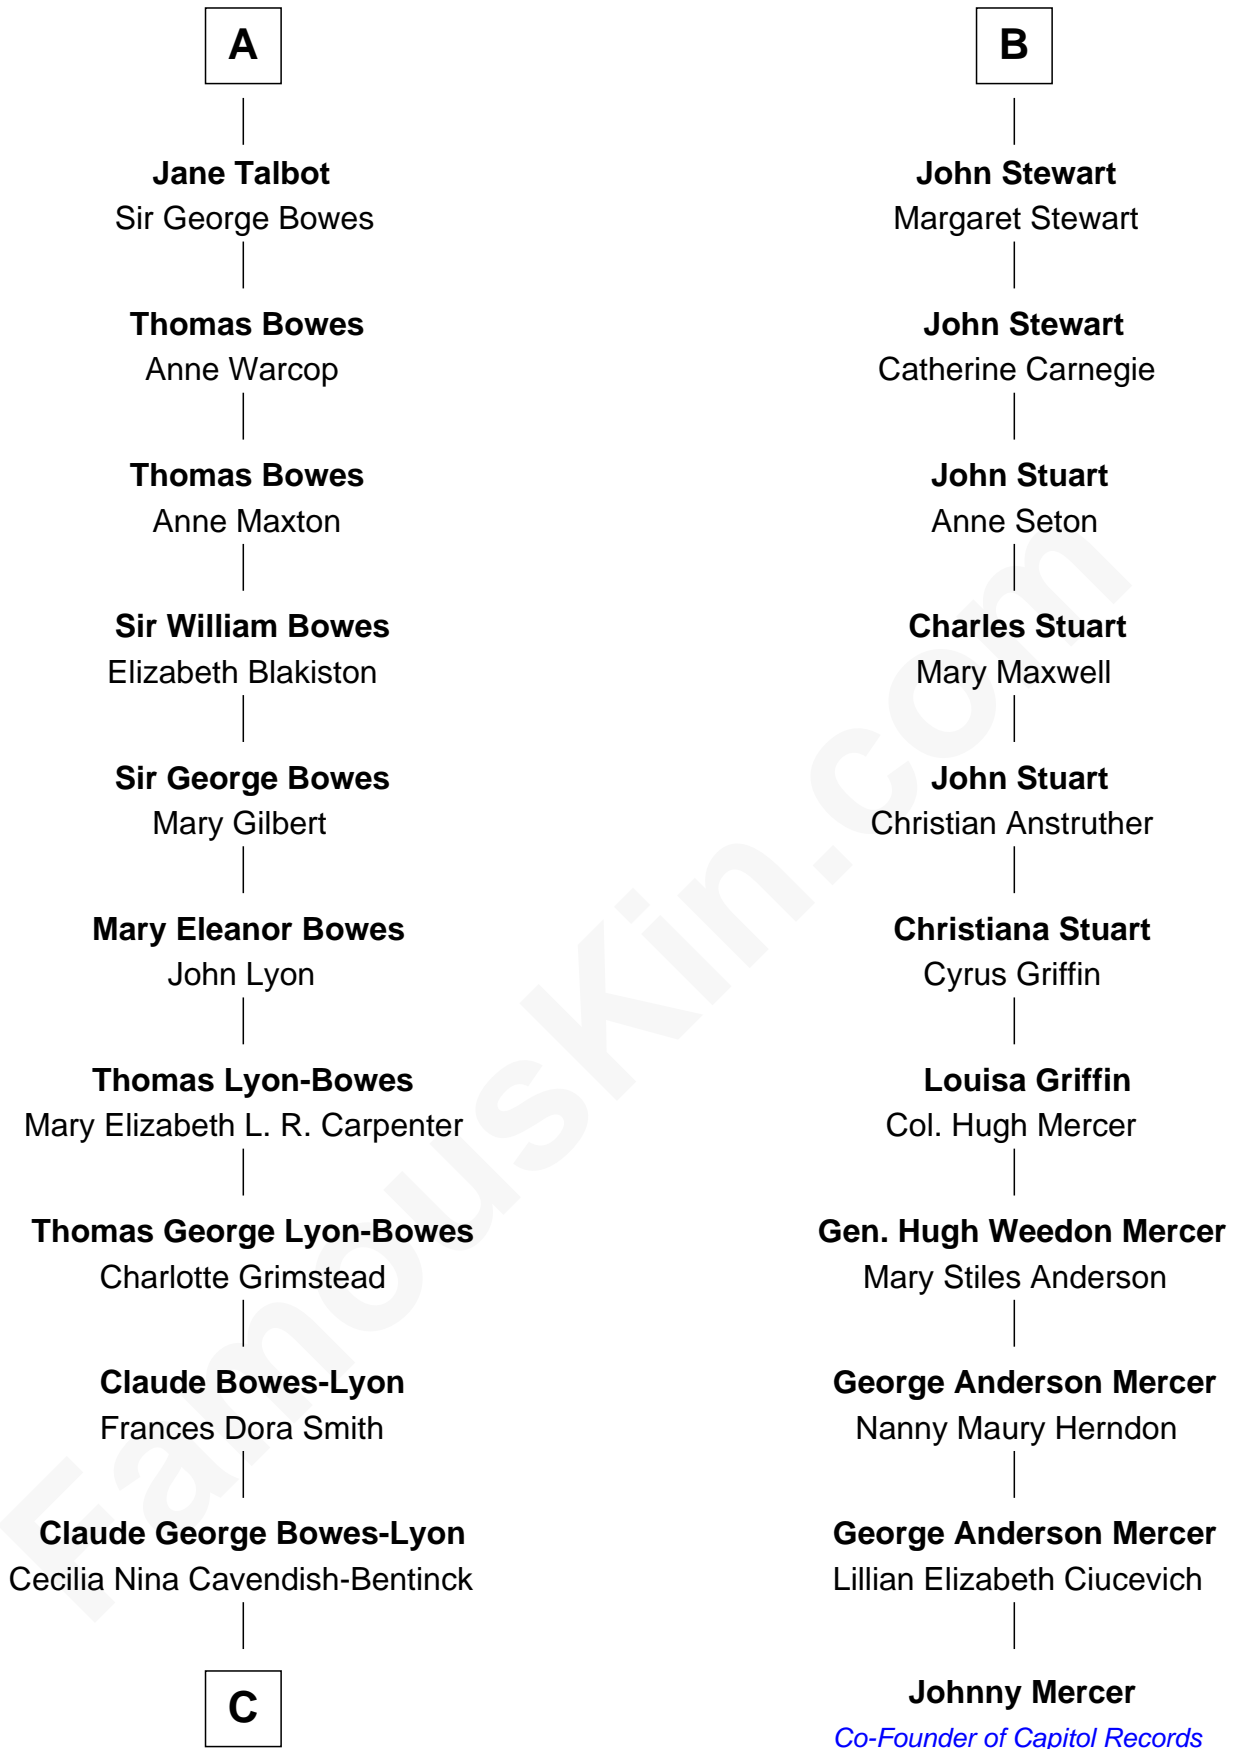 A
Jane Talbot
Sir George Bowes
Thomas Bowes
Anne Warcop
Thomas Bowes
Anne Maxton
Sir William Bowes
Elizabeth Blakiston
Sir George Bowes
Mary Gilbert
Mary Eleanor Bowes
John Lyon
Thomas Lyon-Bowes
Mary Elizabeth L. R. Carpenter
Thomas George Lyon-Bowes
Charlotte Grimstead
Claude Bowes-Lyon
Frances Dora Smith
Claude George Bowes-Lyon
Cecilia Nina Cavendish-Bentinck
C
B
John Stewart
Margaret Stewart
John Stewart
Catherine Carnegie
John Stuart
Anne Seton
Charles Stuart
Mary Maxwell
John Stuart
Christian Anstruther
Christiana Stuart
Cyrus Griffin
Louisa Griffin
Col. Hugh Mercer
Gen. Hugh Weedon Mercer
Mary Stiles Anderson
George Anderson Mercer
Nanny Maury Herndon
George Anderson Mercer
Lillian Elizabeth Ciucevich
Johnny Mercer
Co-Founder of Capitol Records
FamousKin.com